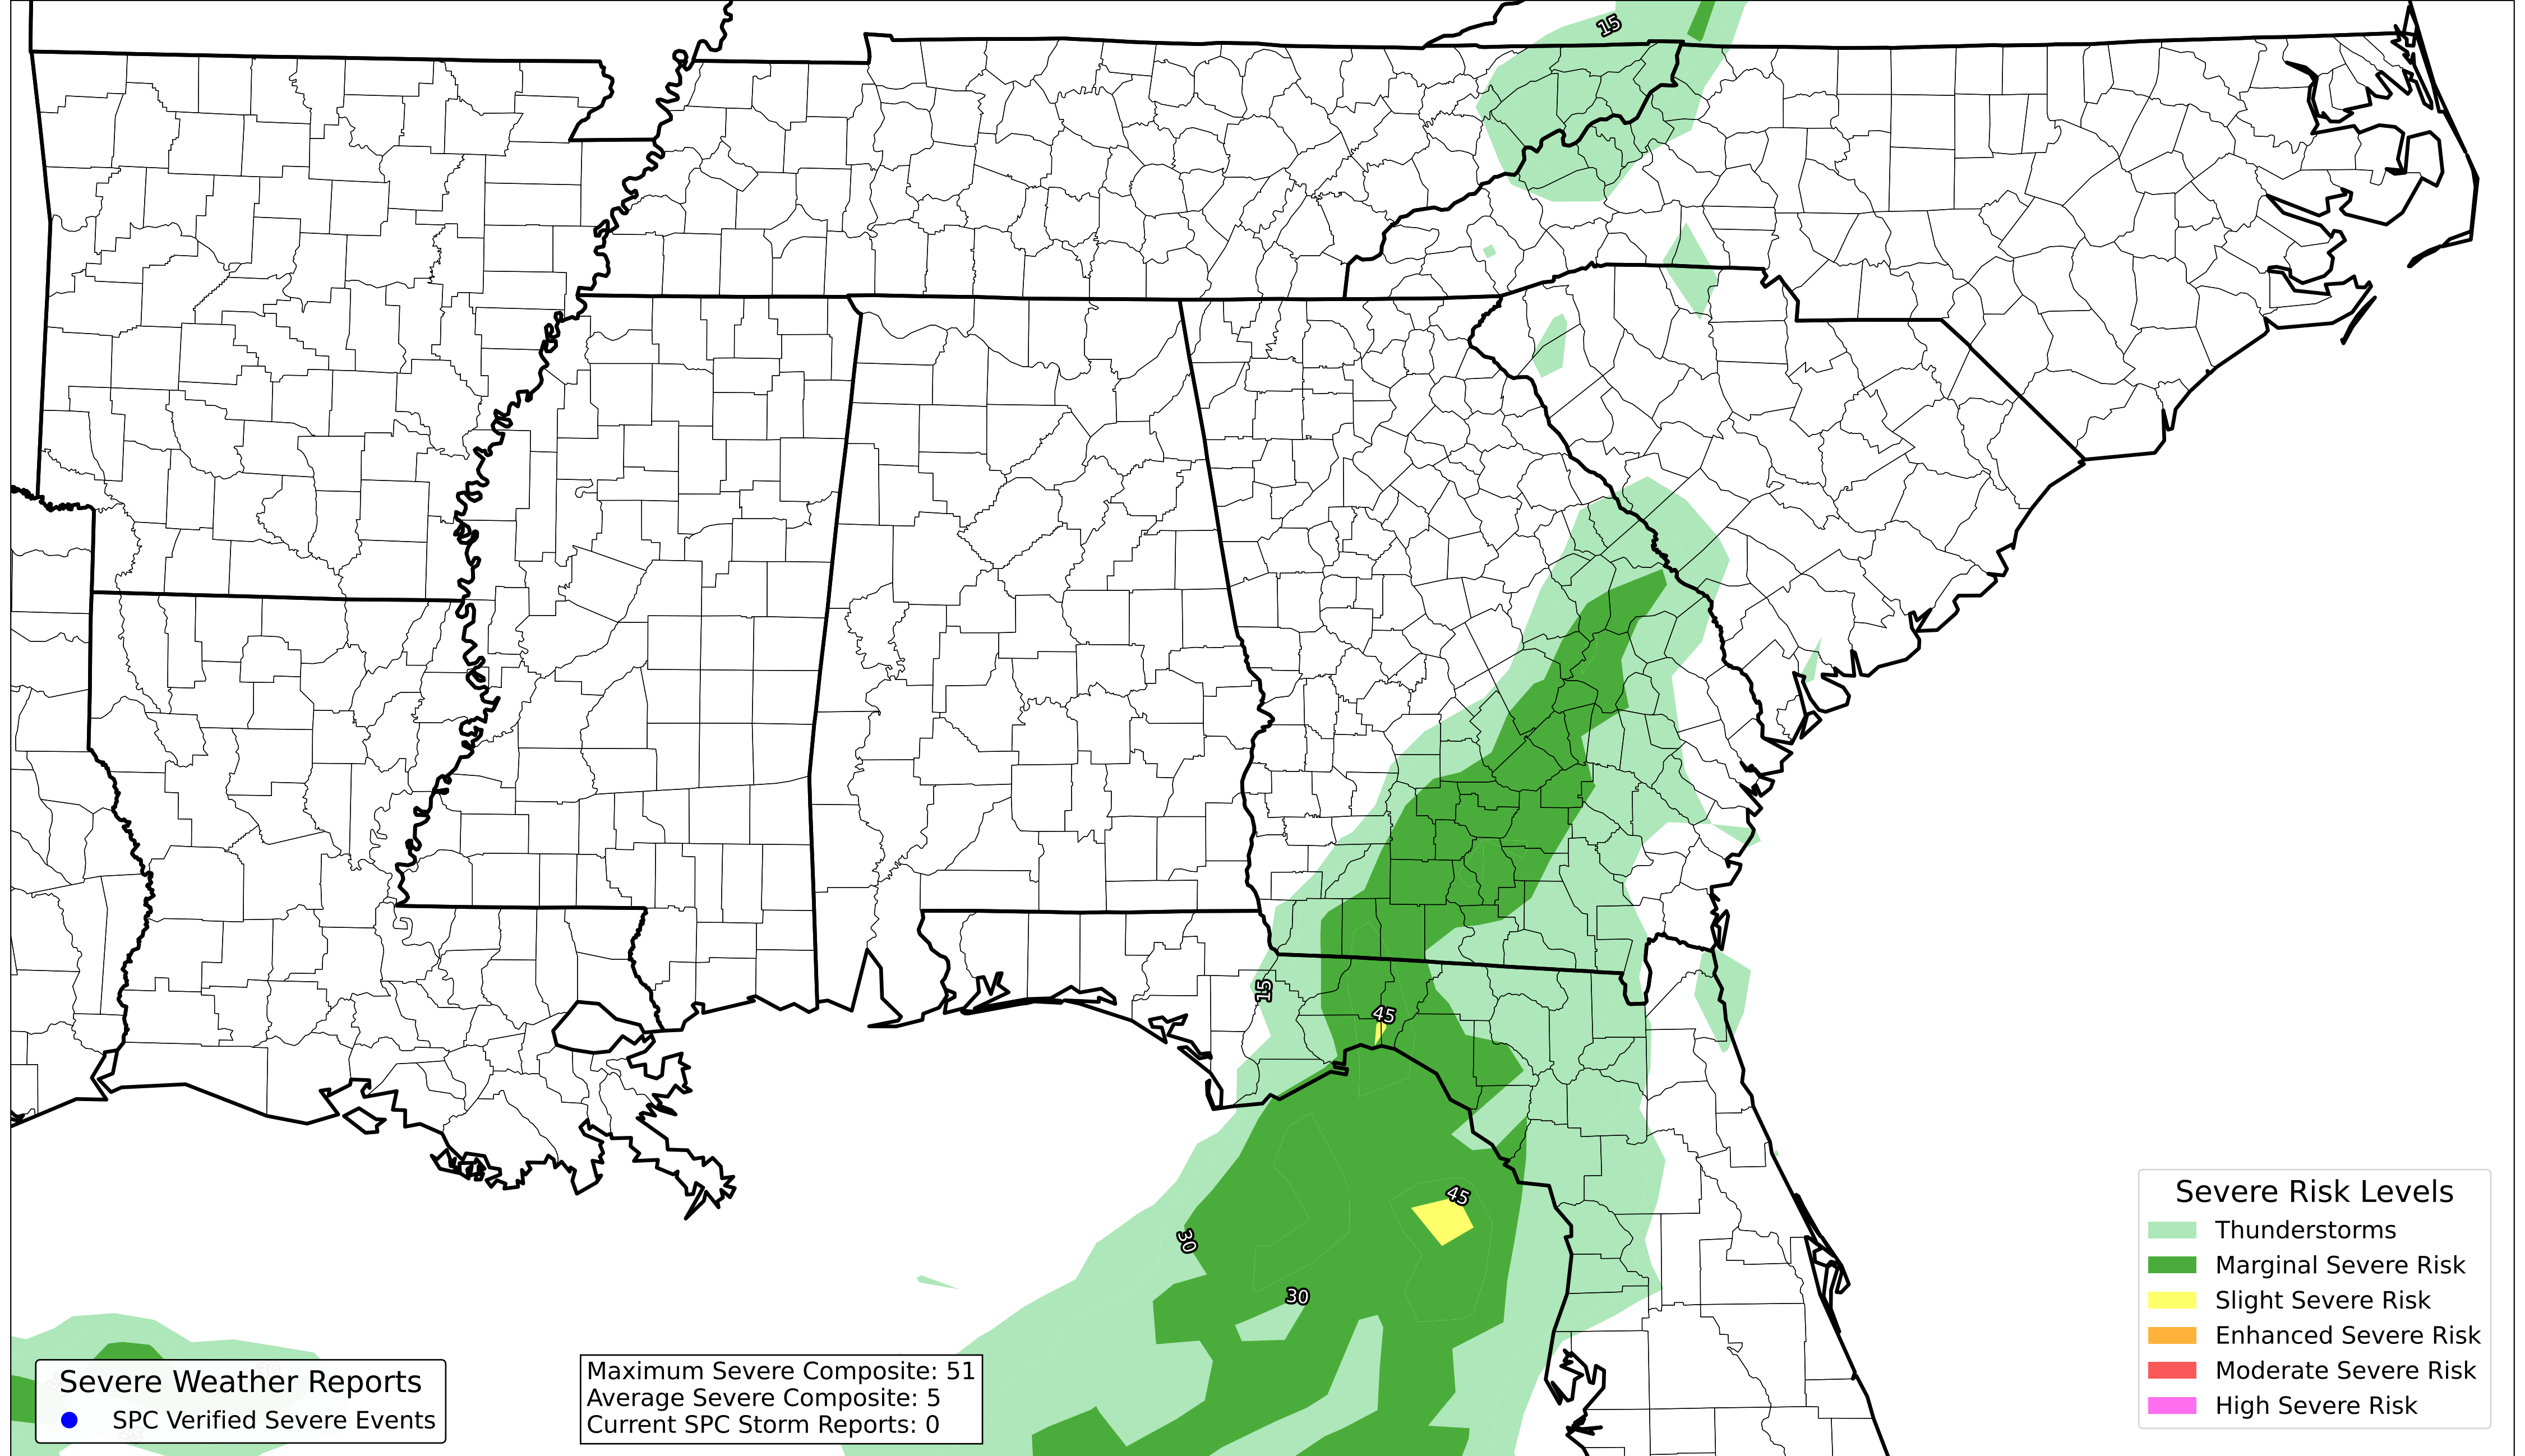 15
15
45
45
30
30
Severe Weather Reports
SPC Verified Severe Events
Maximum Severe Composite: 51
Average Severe Composite: 5
Current SPC Storm Reports: 0
Severe Risk Levels
Thunderstorms
Marginal Severe Risk
Slight Severe Risk
Enhanced Severe Risk
Moderate Severe Risk
High Severe Risk